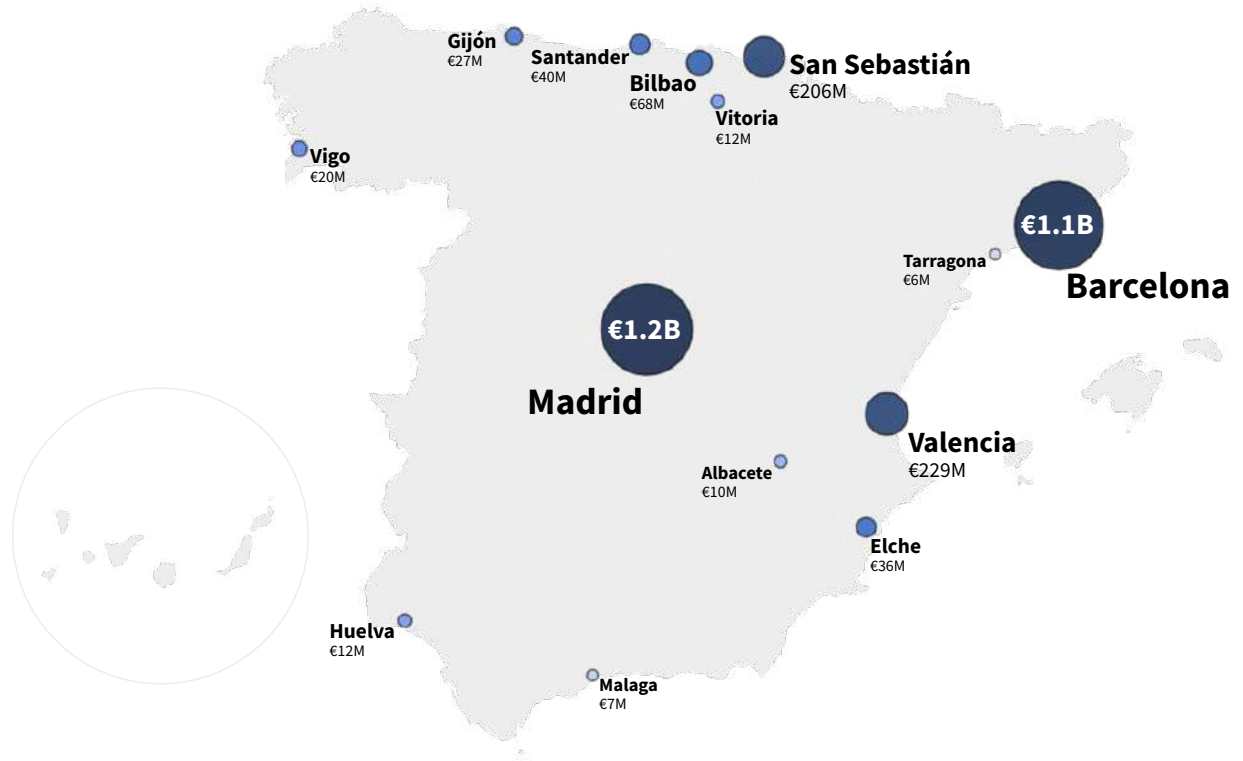 Gijón
€27M
Santander
€40M
Bilbao
€68M
San Sebastián
€206M
Vitoria
€12M
Vigo
€20M
€1.1B
Barcelona
Tarragona
€6M
€1.2B
Madrid
Valencia
€229M
Albacete
€10M
Elche
€36M
Huelva
€12M
Malaga
€7M